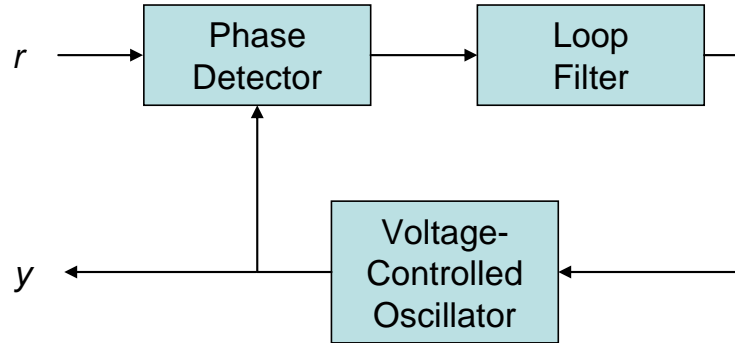 r
Phase
Detector
Loop
Filter
y
Voltage-
Controlled
Oscillator